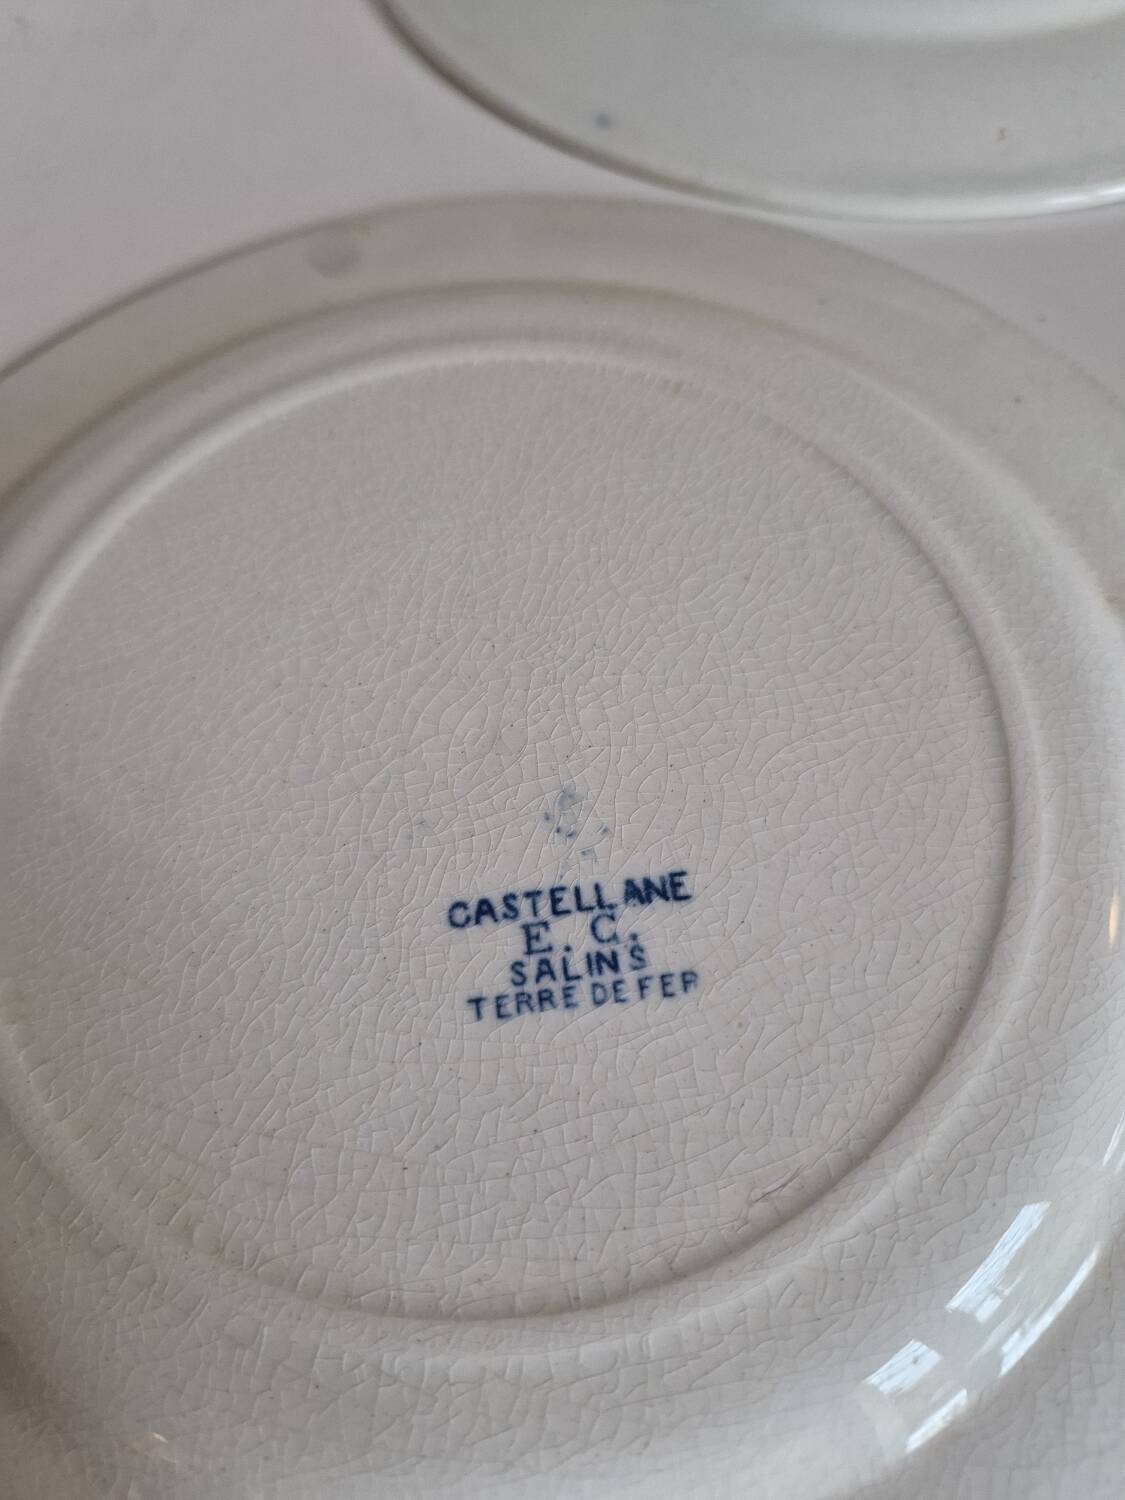 CASTELLANE
E. C.
SALINS
TERRE DE FER